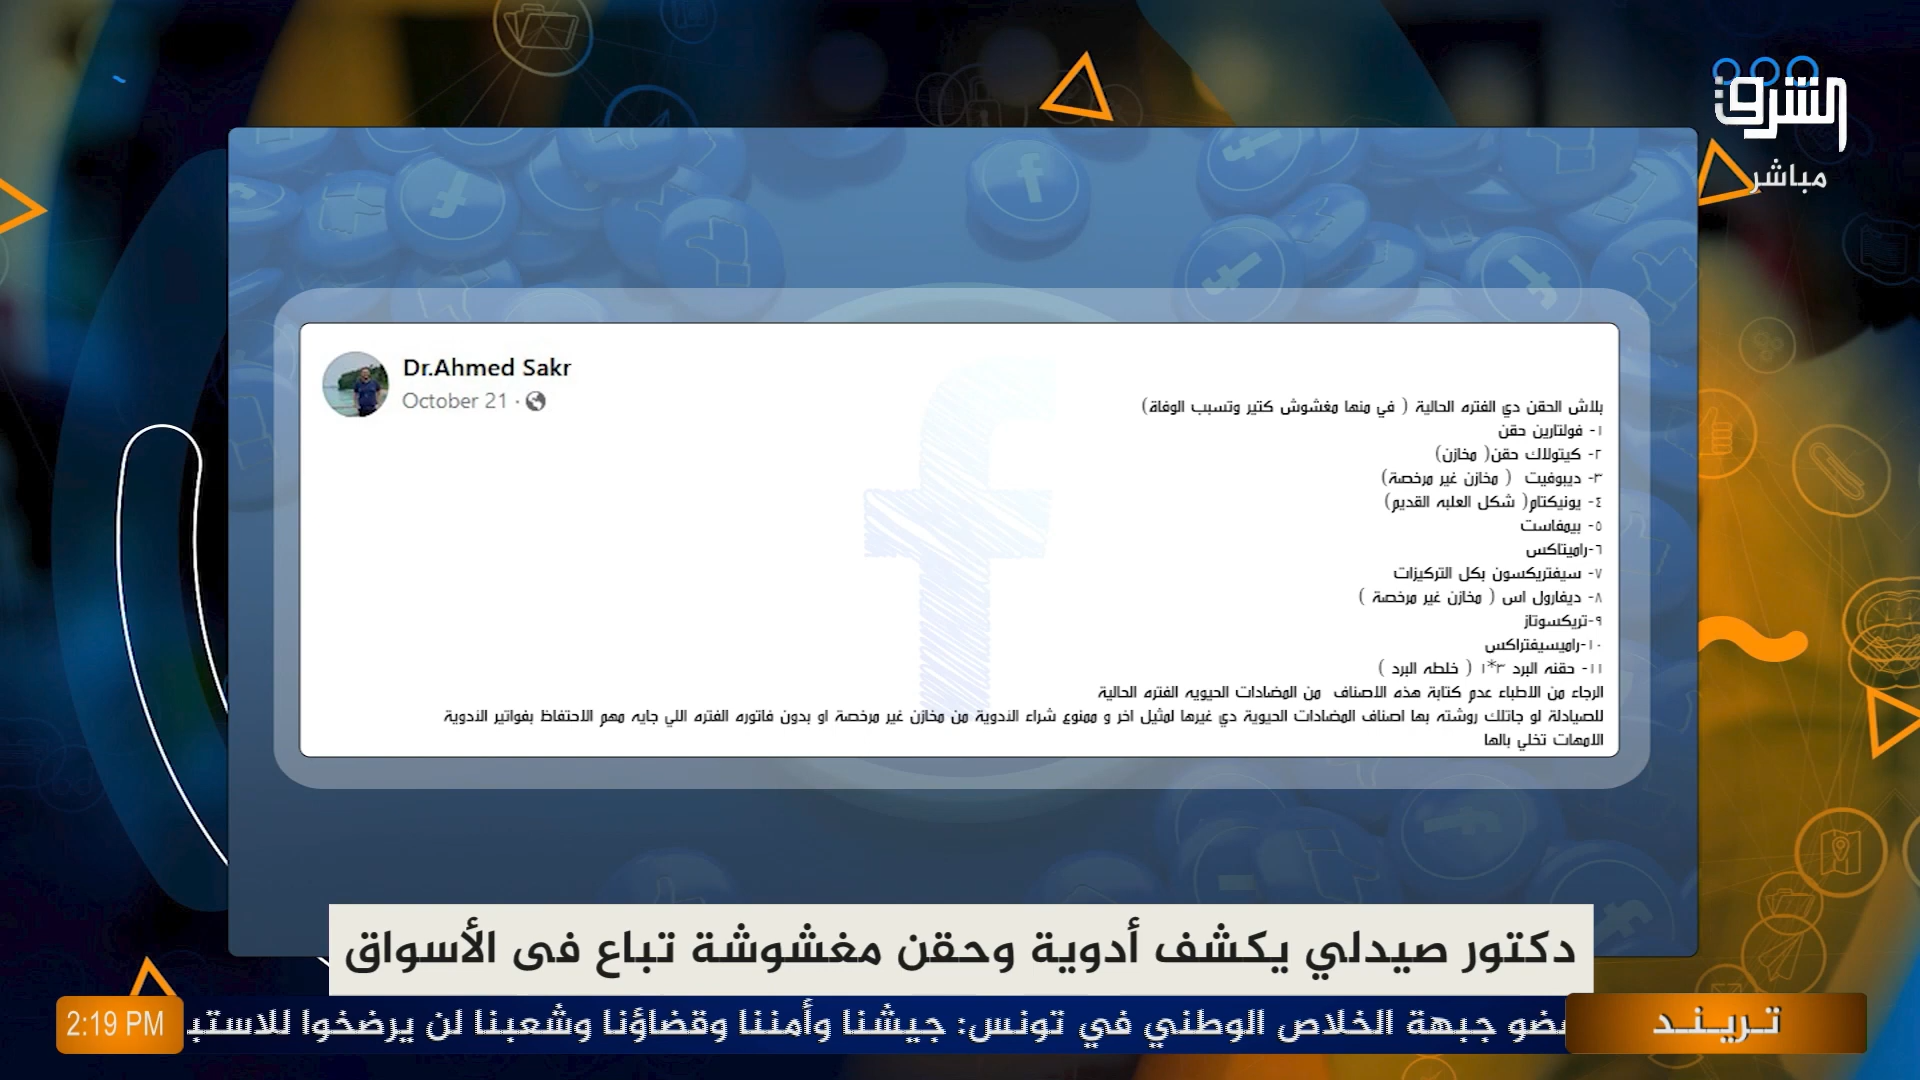 الشرق
مباشر
Dr.Ahmed Sakr
October 21 ·
بلاش الحقن دي الفتره الحالية ( في منها مغشوش كتير وتسبب الوفاة)
١- فولتارين حقن
٢- كيتولاك حقن( مخازن)
٣- ديبوفيت ( مخازن غير مرخصة)
٤- يونيكتام( شكل العلبه القديم)
٥- بيمفاست
٦-راميتاكس
٧- سيفتريكسون بكل التركيزات
٨- ديفارول اس ( مخازن غير مرخصة )
٩-تريكسوتاز
١٠-راميسيفتراكس
١١- حقنه البرد ٣*١ ( خلطه البرد )
الرجاء من الاطباء عدم كتابة هذه الاصناف من المضادات الحيويه الفتره الحالية
للصيادلة لو جاتلك روشته بها اصناف المضادات الحيوية دي غيرها لمثيل اخر و ممنوع شراء الأدوية من مخازن غير مرخصة او بدون فاتوره الفتره اللي جايه مهم الاحتفاظ بفواتير الأدوية
الامهات تخلي بالها
دكتور صيدلي يكشف أدوية وحقن مغشوشة تباع فى الأسواق
تريند
ضو جبهة الخلاص الوطني في تونس: جيشنا وأمننا وقضاؤنا وشعبنا لن يرضخوا للاستب
2:19 PM